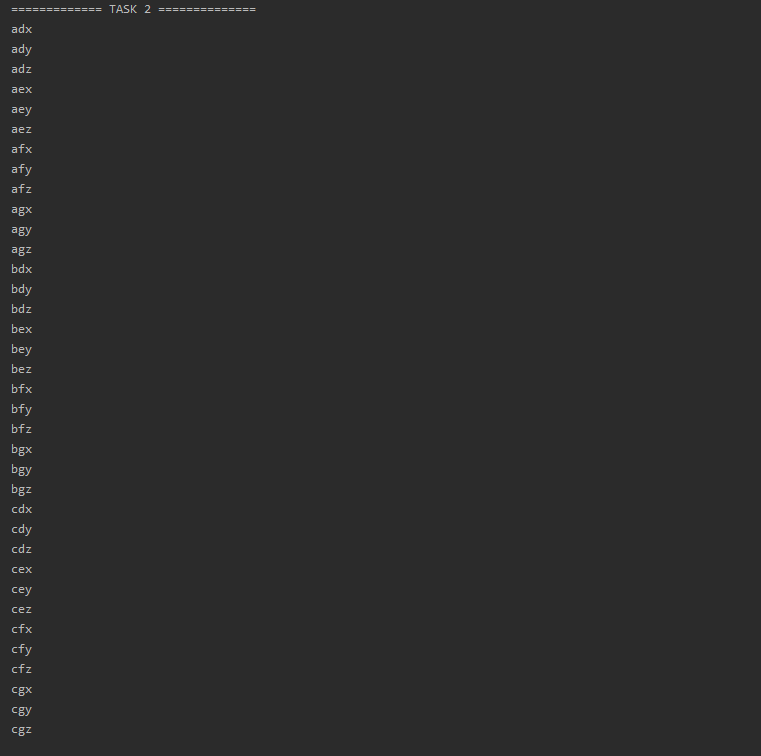 ============= TASK 2 ==============
adx
ady
adz
aex
aey
aez
afx
afy
afz
agx
agy
agz
bdx
bdy
bdz
bex
bey
bez
bfx
bfy
bfz
bgx
bgy
bgz
cdx
cdy
cdz
cex
cey
cez
cfx
cfy
cfz
cgx
cgy
cgz